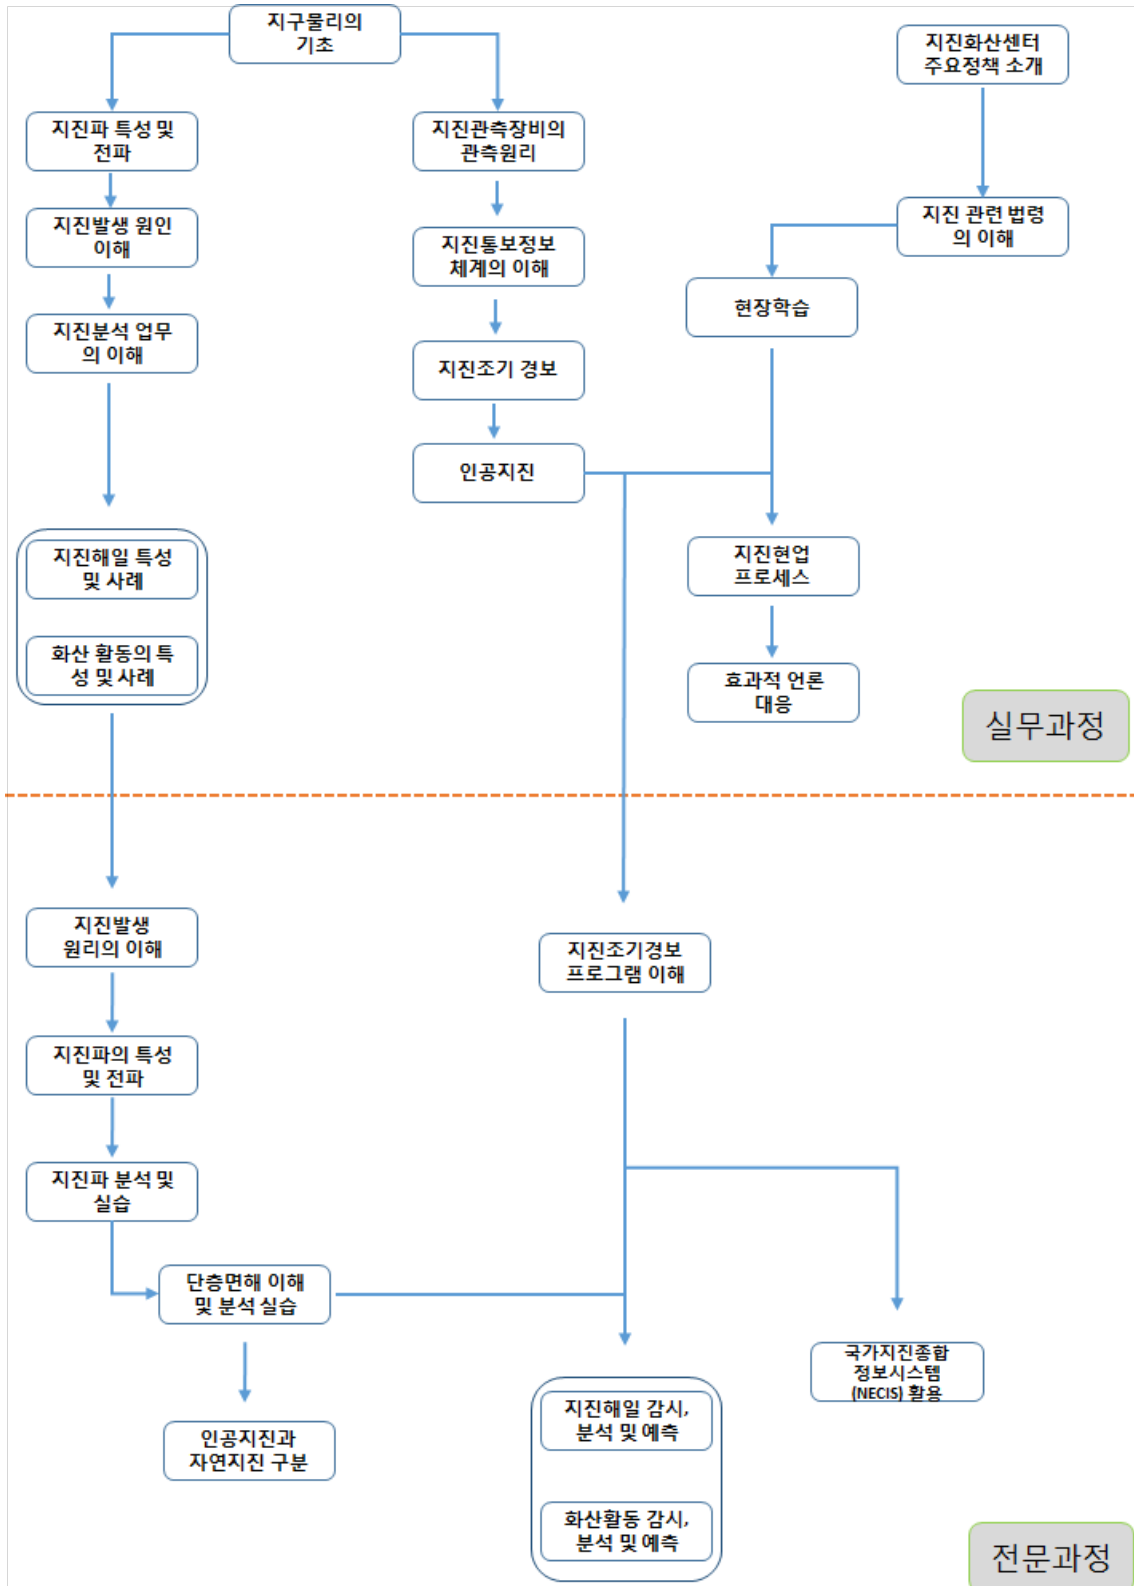 지구물리의
기초
지진화산센터
주요정책 소개
지진파 특성 및
전파
지진관측장비의
관측원리
지진발생 원인
이해
지진 관련 법령
의 이해
지진통보정보
체계의 이해
현장학습
지진분석 업무
의 이해
지진조기 경보
인공지진
지진해일 특성
및 사례
지진현업
프로세스
화산 활동의 특
성 및 사례
효과적 언론
대응
실무과정
지진발생
원리의 이해
지진조기경보
프로그램 이해
지진파의 특성
및 전파
지진파 분석 및
실습
단층면해 이해
및 분석 실습
국가지진종합
정보시스템
(NECIS) 활용
인공지진과
자연지진 구분
지진해일 감시,
분석 및 예측
화산활동 감시,
분석 및 예측
전문과정